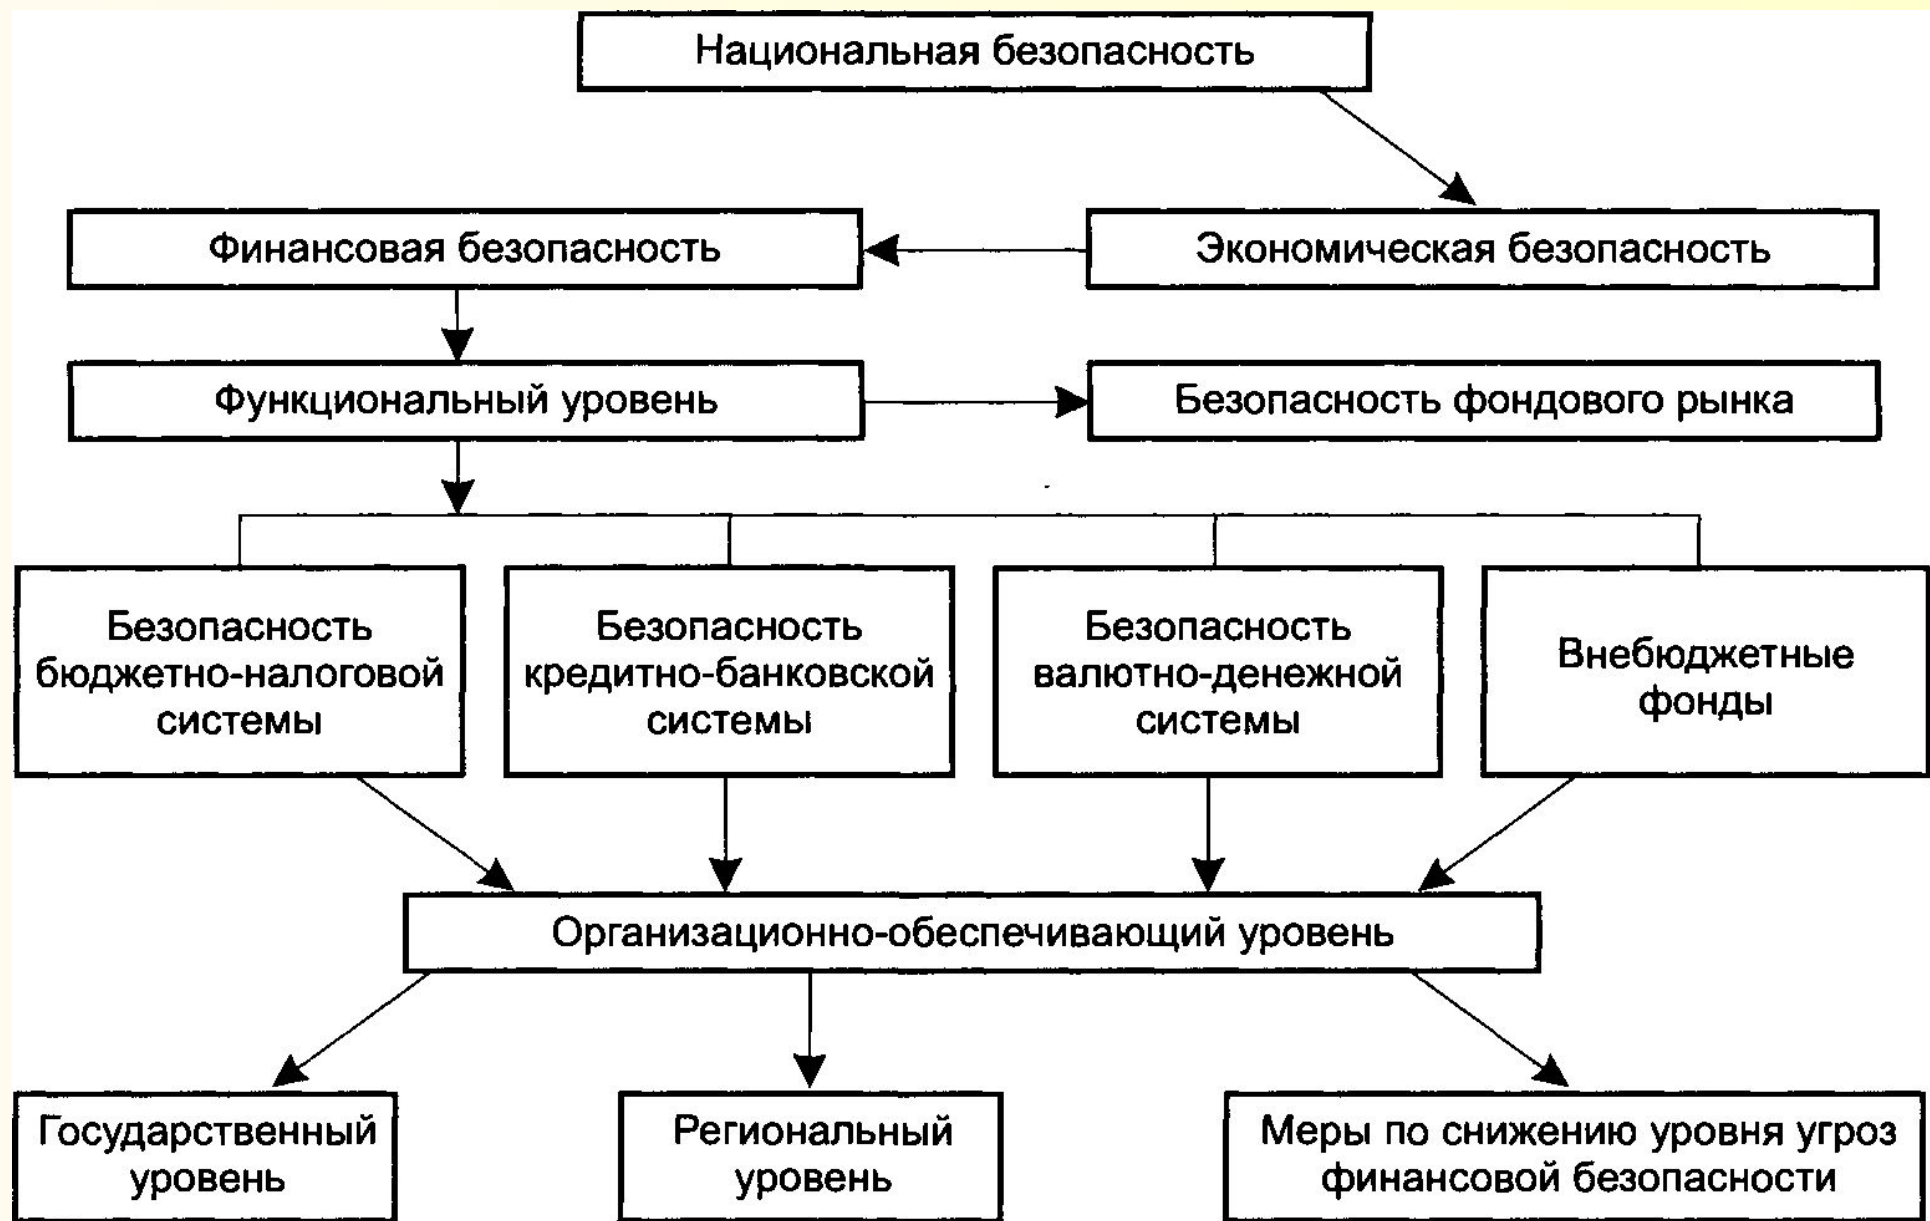 Национальная безопасность
Финансовая безопасность
Экономическая безопасность
Функциональный уровень
Безопасность фондового рынка
Безопасность
бюджетно-налоговой
системы
Безопасность
кредитно-банковской
системы
Безопасность
валютно-денежной
системы
Внебюджетные
фонды
Организационно-обеспечивающий уровень
Государственный
уровень
Региональный
уровень
Меры по снижению уровня угроз
финансовой безопасности